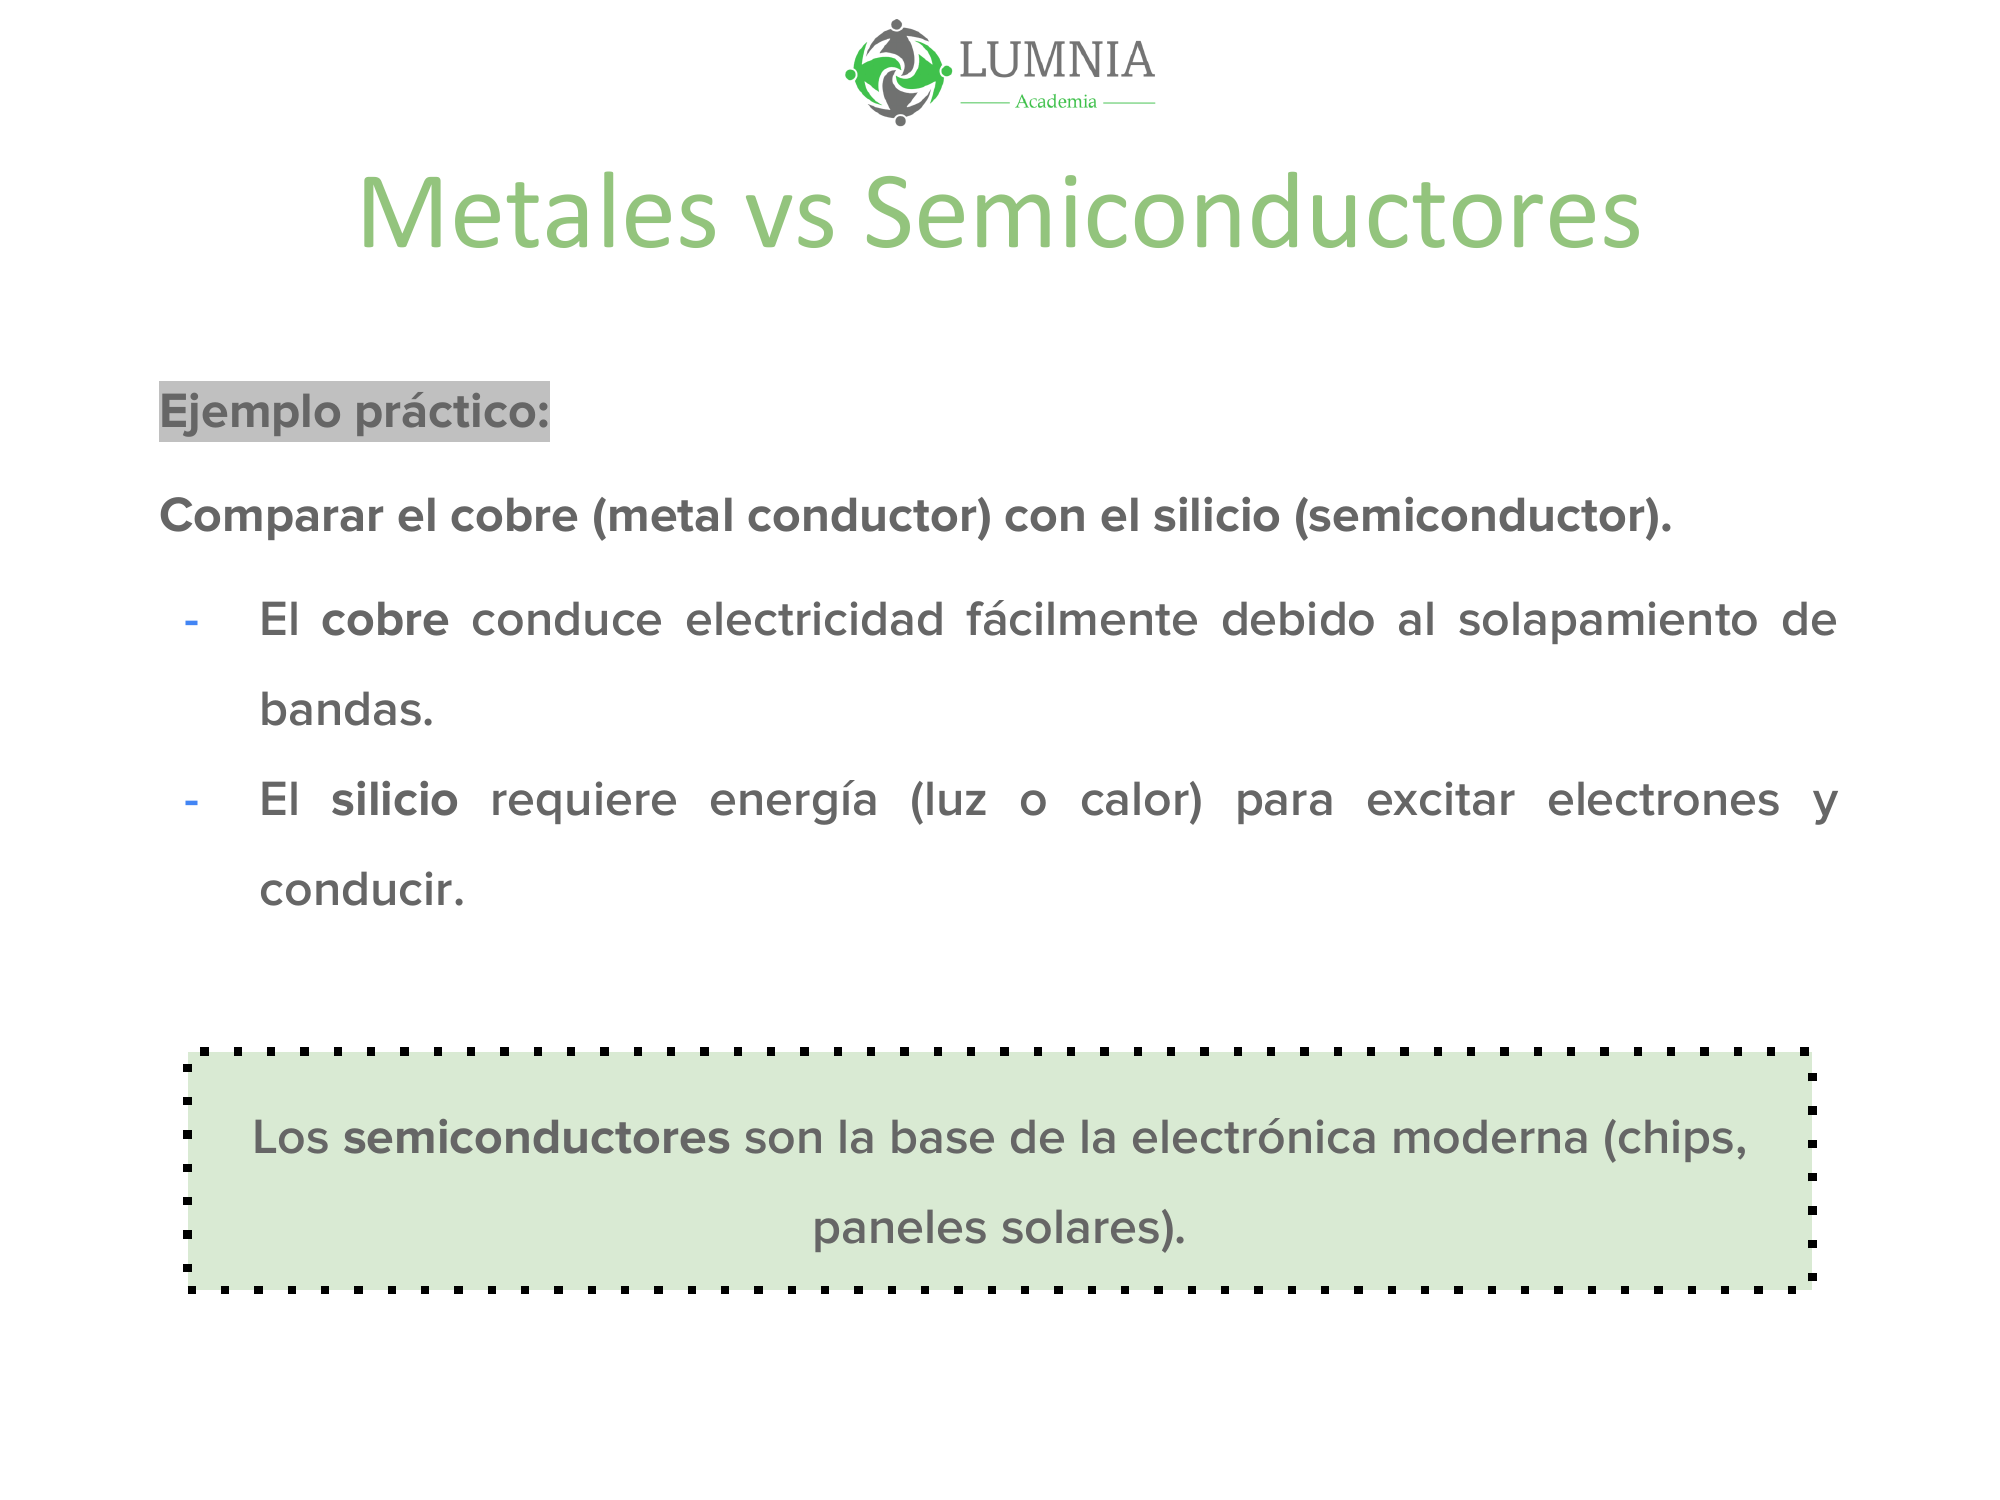 LUMNIA
Academia
Metales vs Semiconductores
Ejemplo práctico:
Comparar el cobre (metal conductor) con el silicio (semiconductor).
- El cobre conduce electricidad fácilmente debido al solapamiento de
bandas.
- El silicio requiere energía (luz o calor) para excitar electrones y
conducir.
Los semiconductores son la base de la electrónica moderna (chips,
paneles solares).